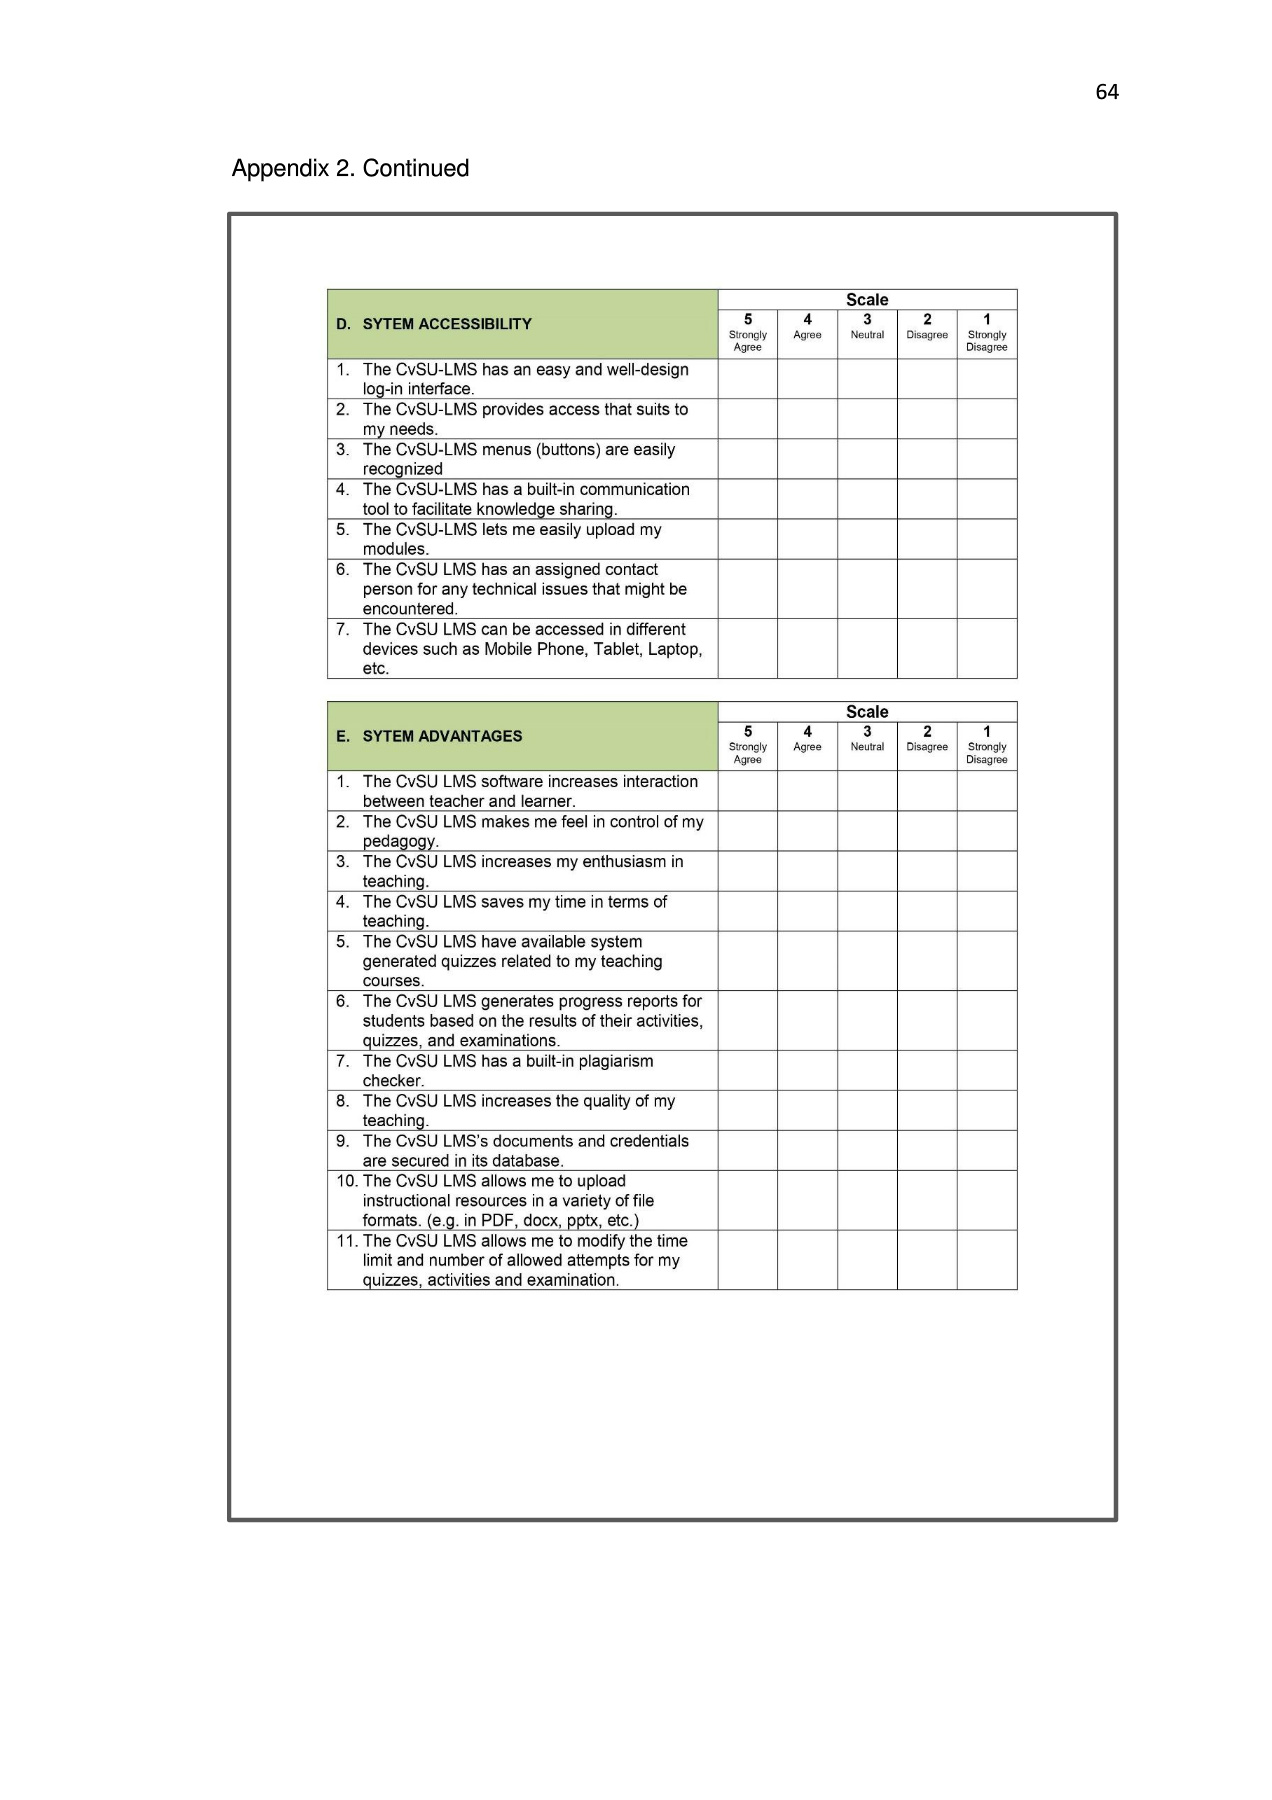 64
Appendix 2. Continued
D. SYTEM ACCESSIBILITY
Scale
5 4 3 2 1
Strongly Agree Neutral Disagree Strongly
Agree Disagree
1. The CvSU-LMS has an easy and well-design
log-in interface.
2. The CvSU-LMS provides access that suits to
my needs.
3. The CvSU-LMS menus (buttons) are easily
recognized
4. The CvSU-LMS has a built-in communication
tool to facilitate knowledge sharing.
5. The CvSU-LMS lets me easily upload my
modules.
6. The CvSU LMS has an assigned contact
person for any technical issues that might be
encountered.
7. The CvSU LMS can be accessed in different
devices such as Mobile Phone, Tablet, Laptop,
etc.
E. SYTEM ADVANTAGES
Scale
5 4 3 2 1
Strongly Agree Neutral Disagree Strongly
Agree Disagree
1. The CvSU LMS software increases interaction
between teacher and learner.
2. The CvSU LMS makes me feel in control of my
pedagogy.
3. The CvSU LMS increases my enthusiasm in
teaching.
4. The CvSU LMS saves my time in terms of
teaching.
5. The CvSU LMS have available system
generated quizzes related to my teaching
courses.
6. The CvSU LMS generates progress reports for
students based on the results of their activities,
quizzes, and examinations.
7. The CvSU LMS has a built-in plagiarism
checker.
8. The CvSU LMS increases the quality of my
teaching.
9. The CvSU LMS's documents and credentials
are secured in its database.
10. The CvSU LMS allows me to upload
instructional resources in a variety of file
formats. (e.g. in PDF, docx, pptx, etc.)
11. The CvSU LMS allows me to modify the time
limit and number of allowed attempts for my
quizzes, activities and examination.